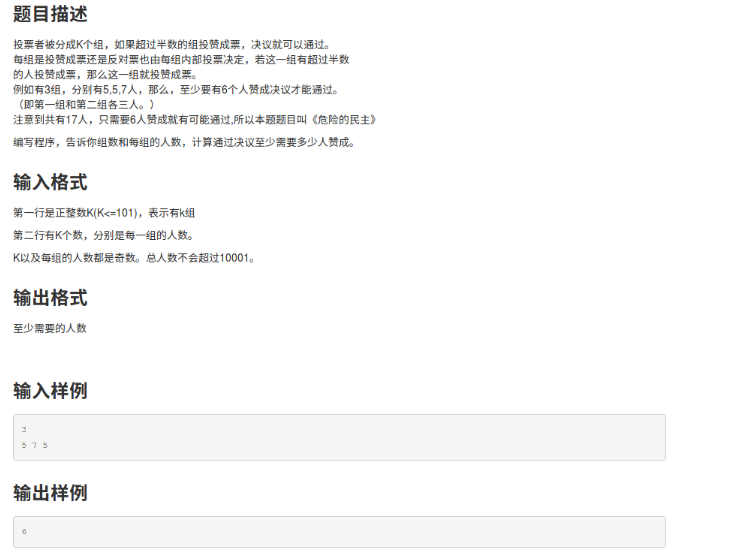 题目描述
投票者被分成K个组，如果超过半数的组投赞成票，决议就可以通过。
每组是投赞成票还是反对票也由每组内部投票决定，若这一组有超过半数
的人投赞成票，那么这一组就投赞成票。
例如有3组，分别有5,5,7人，那么，至少要有6个人赞成决议才能通过。
（即第一组和第二组各三人。）
注意到共有17人，只需要6人赞成就有可能通过,所以本题题目叫《危险的民主》
编写程序，告诉你组数和每组的人数，计算通过决议至少需要多少人赞成。
输入格式
第一行是正整数K(K<=101)，表示有k组
第二行有K个数，分别是每一组的人数。
K以及每组的人数都是奇数。总人数不会超过10001。
输出格式
至少需要的人数
输入样例
3
5 7 5
输出样例
6